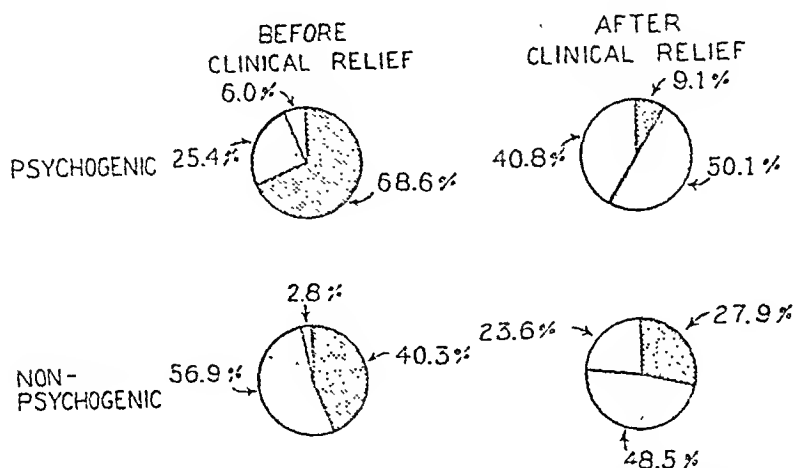 BEFORE
CLINICAL RELIEF
AFTER
CLINICAL RELIEF
6.0%
9.1%
PSYCHOGENIC
25.4%
68.6%
40.8%
50.1%
2.8%
23.6%
27.9%
40.3%
56.9%
NON-
PSYCHOGENIC
48.5%